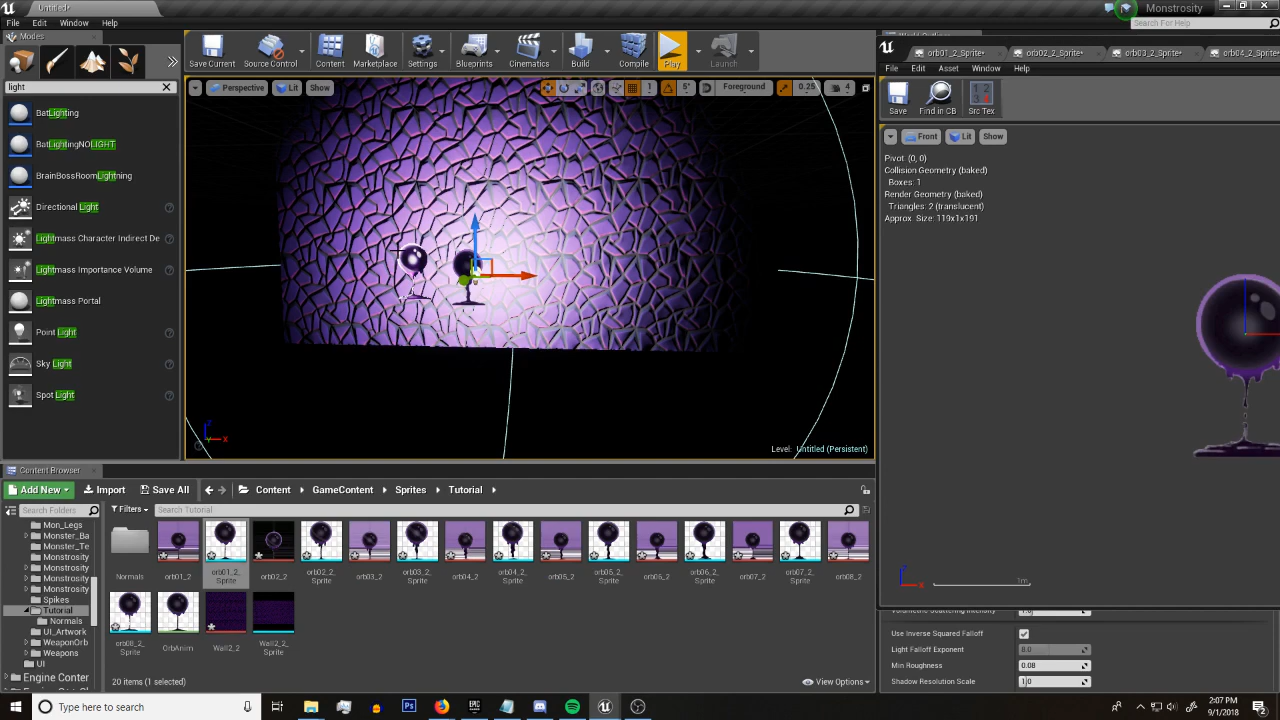 Untitled*
Monstrosity
File Edit Window Help
Search For Help
Modes
light
BatLighting
BatLightingNOLIGHT
BrainBossRoomLightning
Directional Light
Lightmass Character Indirect De
Lightmass Importance Volume
Lightmass Portal
Point Light
Sky Light
Spot Light
Save Current Source Control Content Marketplace Settings Blueprints Cinematics Build Compile Play Launch
Perspective Lit Show 1 5° Foreground 0.25 4
Level: Untitled (Persistent)
orb01_2_Sprite* orb02_2_Sprite* orb03_2_Sprite* orb04_2_Sprite
File Edit Asset Window Help
Save Find in CB Src Tex
Front Lit Show
Pivot: (0, 0)
Collision Geometry (baked)
Boxes: 1
Render Geometry (baked)
Triangles: 2 (translucent)
Approx. Size: 119x1x191
1m
Use Inverse Squared Falloff
Light Falloff Exponent 8.0
Min Roughness 0.08
Shadow Resolution Scale 1.0
Content Browser
Add New Import Save All Content GameContent Sprites Tutorial
Search Folders
Filters Search Tutorial
Mon_Legs
Monster_Ba
Monster_Te
Monstrosity
Monstrosity
Monstrosity
Monstrosity
Spikes
Tutorial
Normals
UI_Artwork
WeaponOrb
Weapons
UI
Engine Conter
Normals orb01_2 orb01_2_Sprite orb02_2 orb02_2_Sprite orb03_2 orb03_2_Sprite orb04_2 orb04_2_Sprite orb05_2 orb05_2_Sprite orb06_2 orb06_2_Sprite orb07_2 orb07_2_Sprite orb08_2
orb08_2_Sprite OrbAnim Wall2_2 Wall2_2_Sprite
20 items (1 selected)
View Options
Type here to search
2:07 PM
9/1/2018